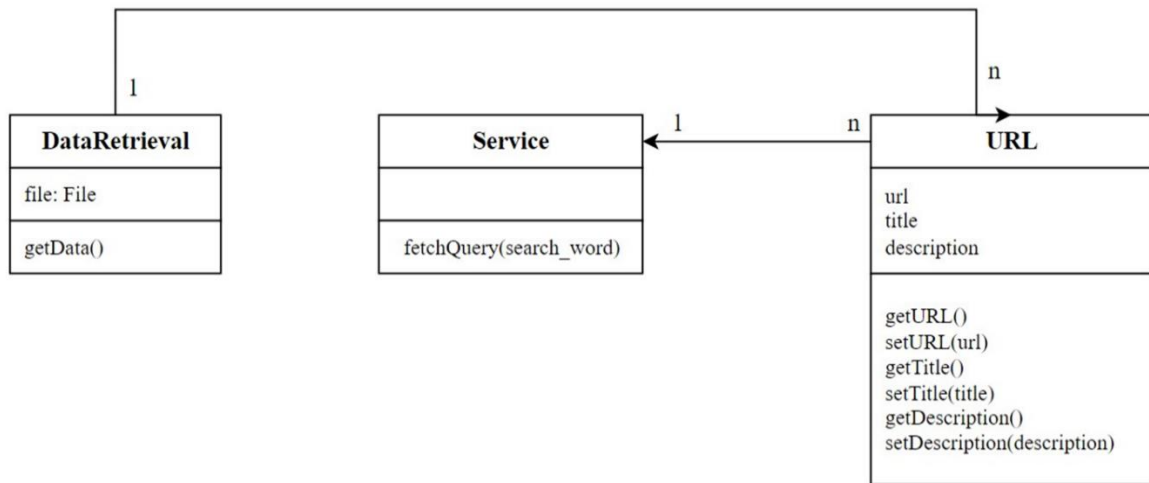 1
n
DataRetrieval
file: File
getData()
Service
fetchQuery(search_word)
1
n
URL
url
title
description
getURL()
setURL(url)
getTitle()
setTitle(title)
getDescription()
setDescription(description)